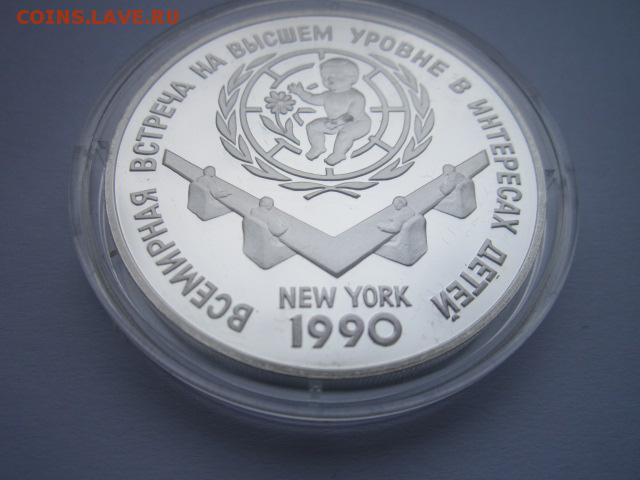 COINS.LAVE.RU
ВСЕМИРНАЯ ВСТРЕЧА НА ВЫСШЕМ УРОВНЕ В ИНТЕРЕСАХ ДЕТЕЙ
NEW YORK
1990